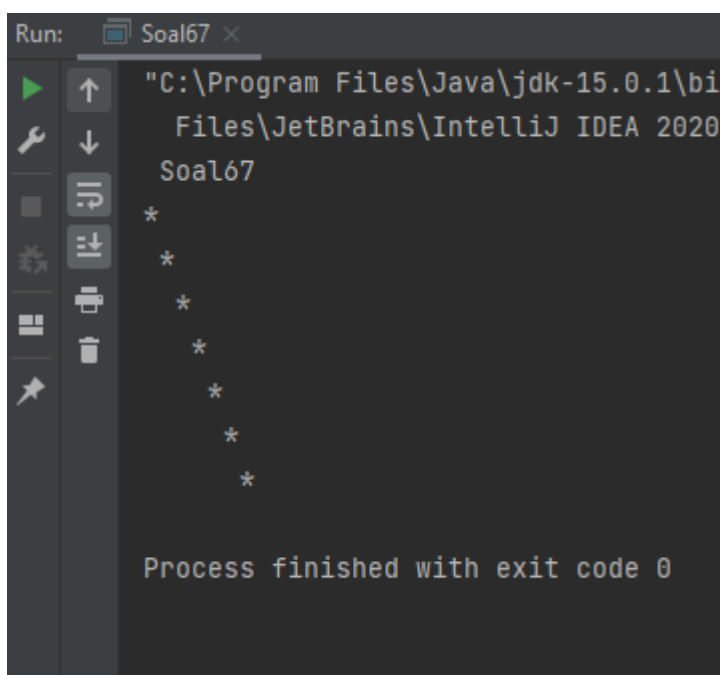 Run: Soal67
"C:\Program Files\Java\jdk-15.0.1\bi
  Files\JetBrains\IntelliJ IDEA 2020
 Soal67
*
 *
  *
   *
    *
     *
      *
Process finished with exit code 0